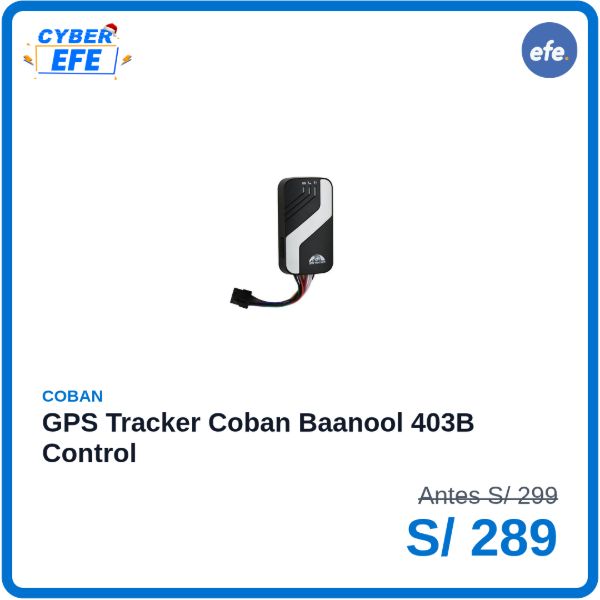 CYBER
EFE
efe.
COBAN
GPS Tracker Coban Baanool 403B
Control
Antes S/ 299
S/ 289